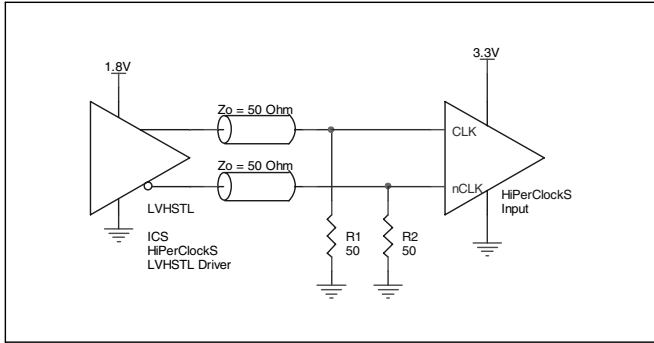 1.8V
3.3V
Zo = 50 Ohm
CLK
Zo = 50 Ohm
nCLK
HiPerClockS
Input
LVHSTL
ICS
HiPerClockS
LVHSTL Driver
R1
50
R2
50